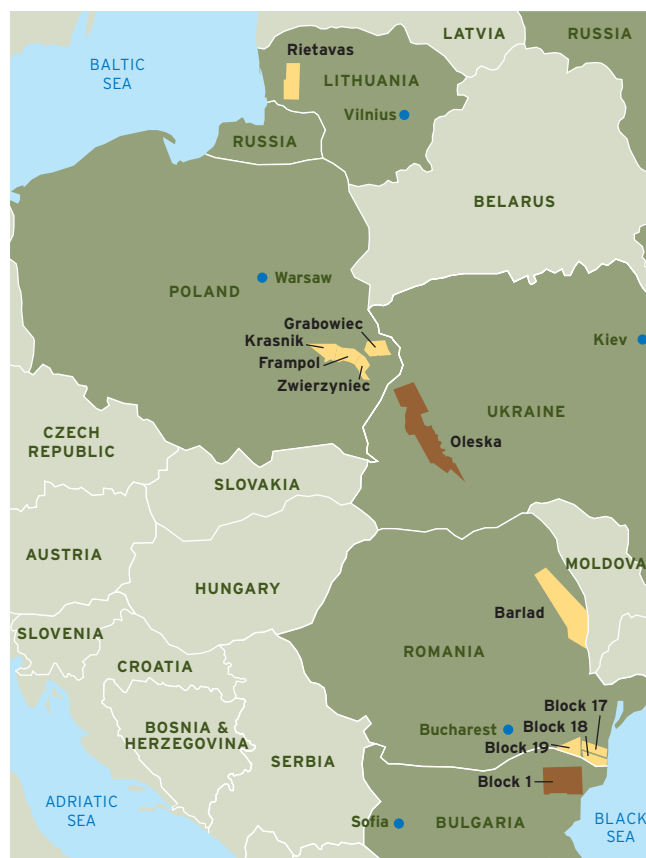 LATVIA
RUSSIA
Rietavas
BALTIC
SEA
LITHUANIA
Vilnius
RUSSIA
BELARUS
Warsaw
POLAND
Grabowiec
Krasnik
Frampol
Zwierzyniec
Kiev
UKRAINE
Oleska
CZECH
REPUBLIC
SLOVAKIA
AUSTRIA
MOLDOVA
HUNGARY
Barlad
SLOVENIA
ROMANIA
CROATIA
Block 17
Block 18
Bucharest
Block 19
BOSNIA &
HERZEGOVINA
SERBIA
Block 1
ADRIATIC
SEA
Sofia
BULGARIA
BLACK
SEA